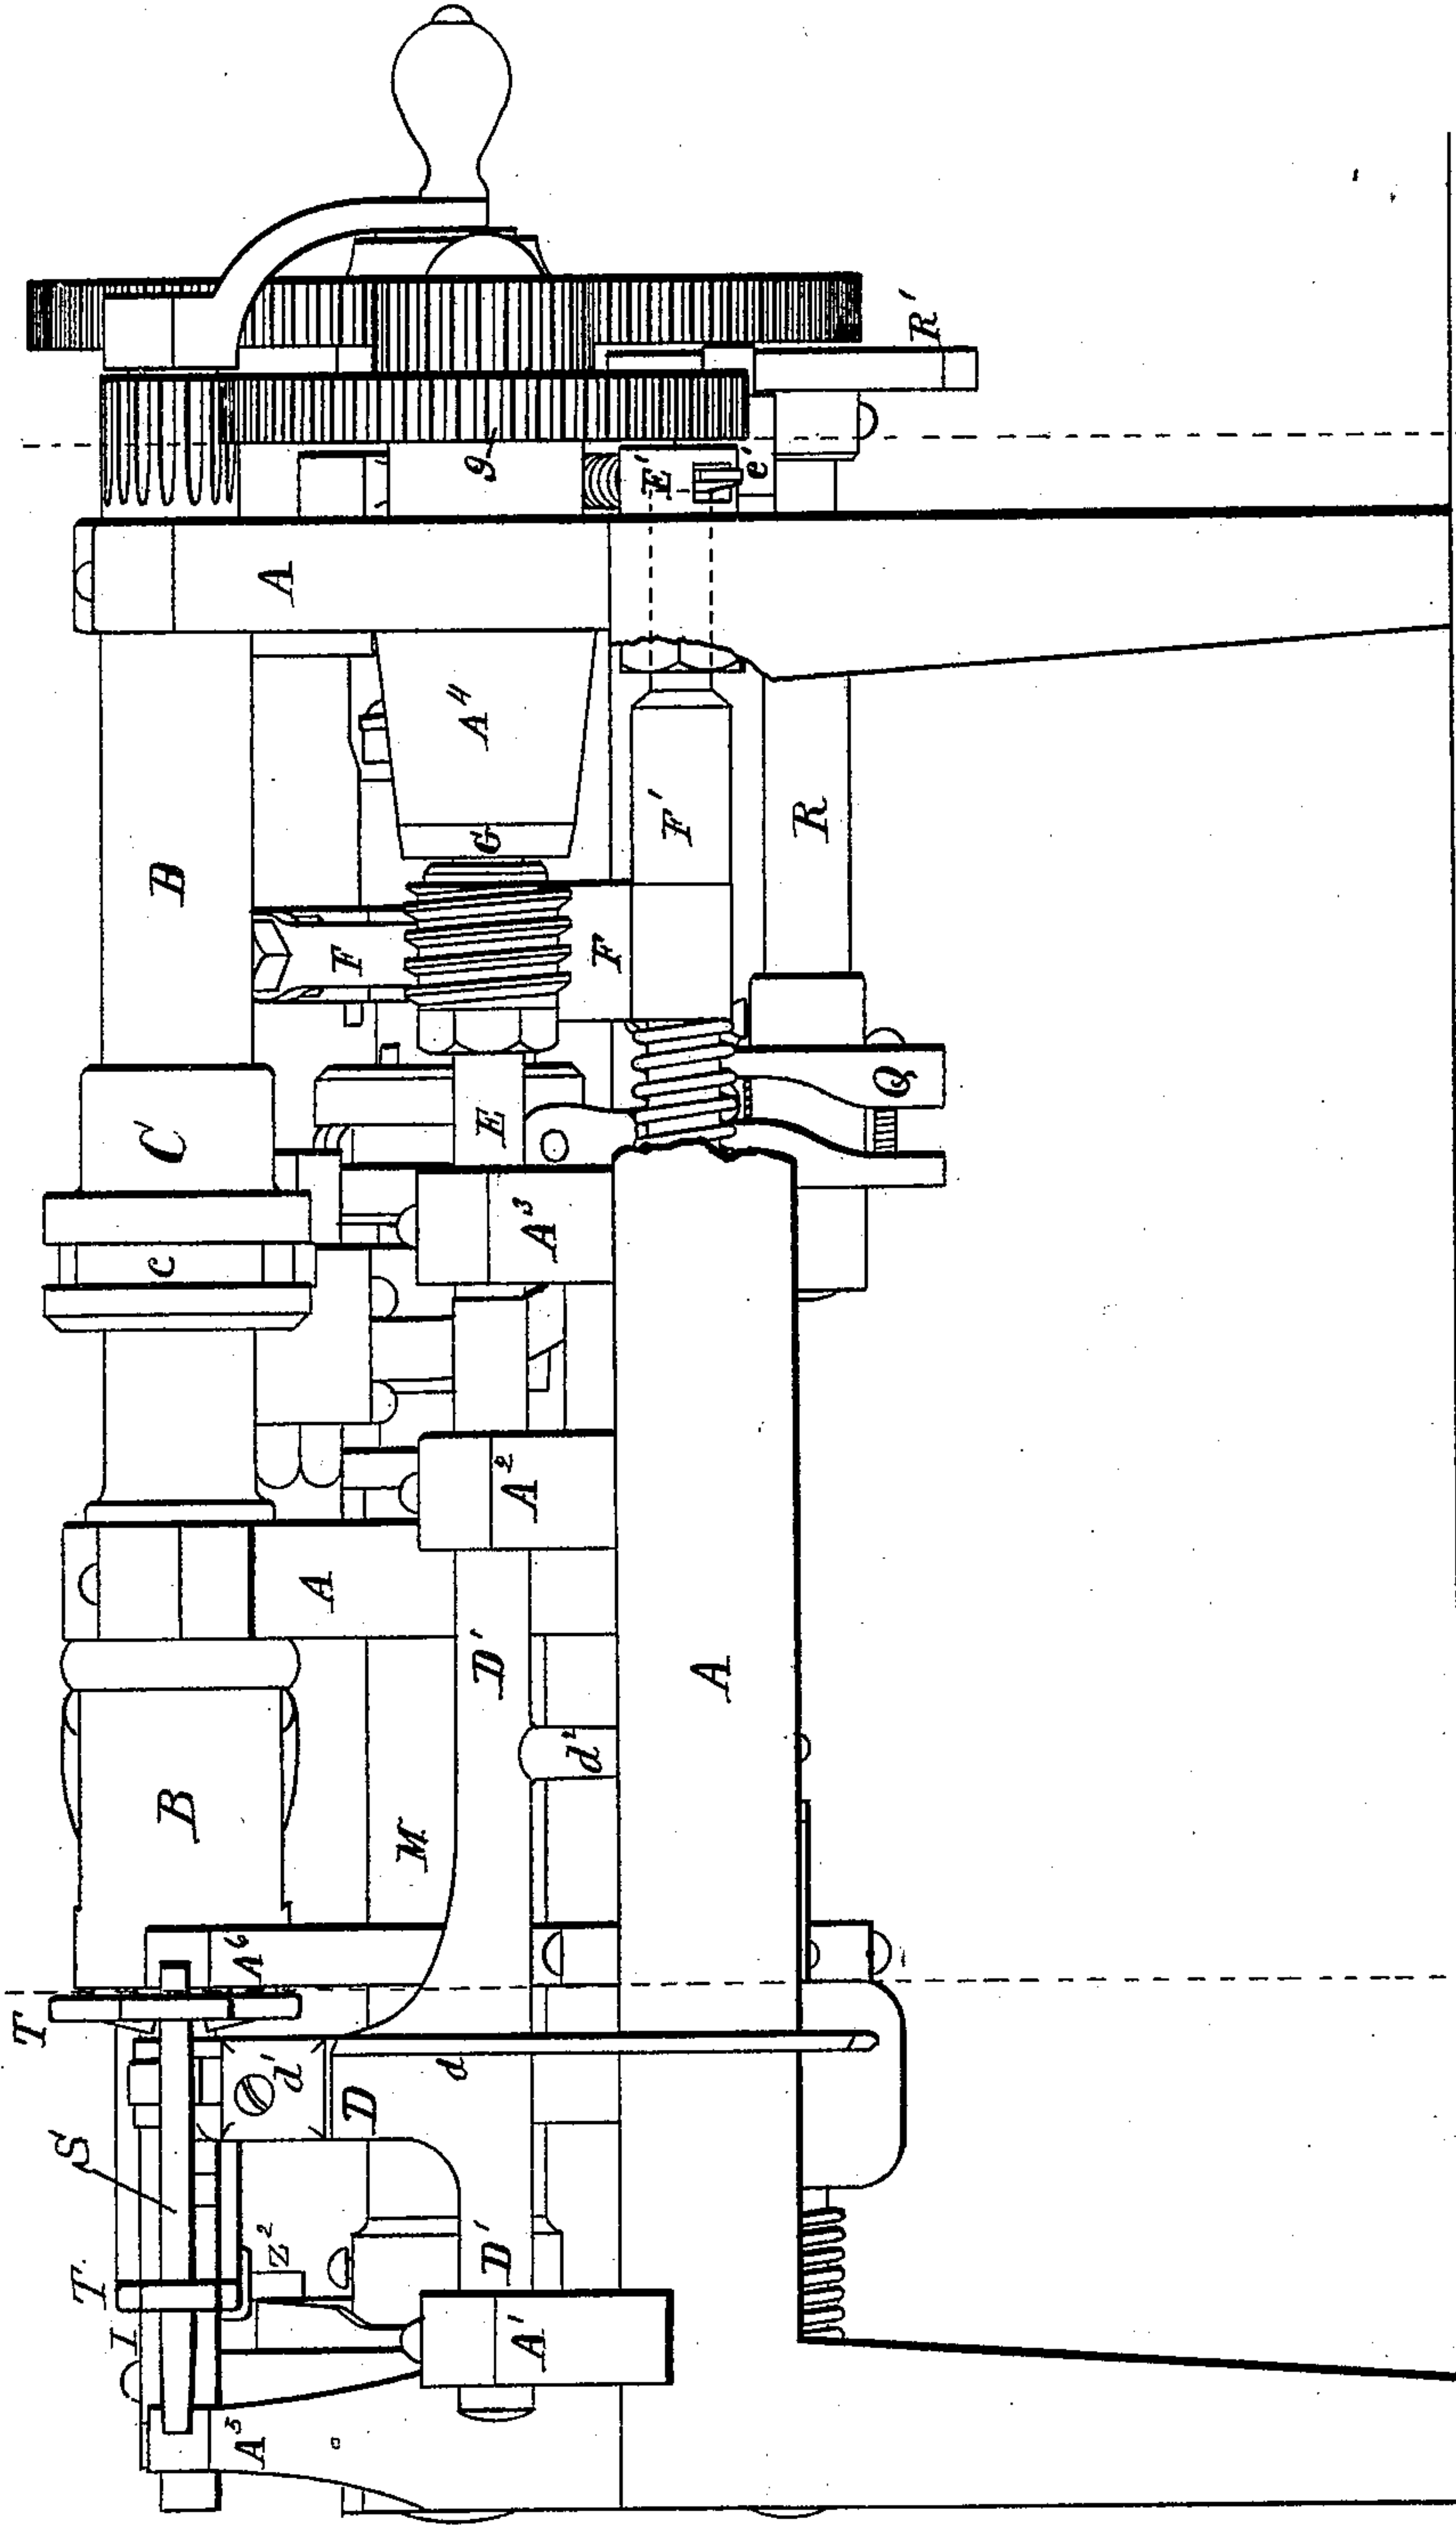 R'
g
E'
e'
A
A⁴
G
F'
R
B
F
F
C
E
Q
c
A³
A²
A
D'
d²
A
B
M
A⁶
T
d'
D
d
S
T
Z²
D'
I
A'
A⁵